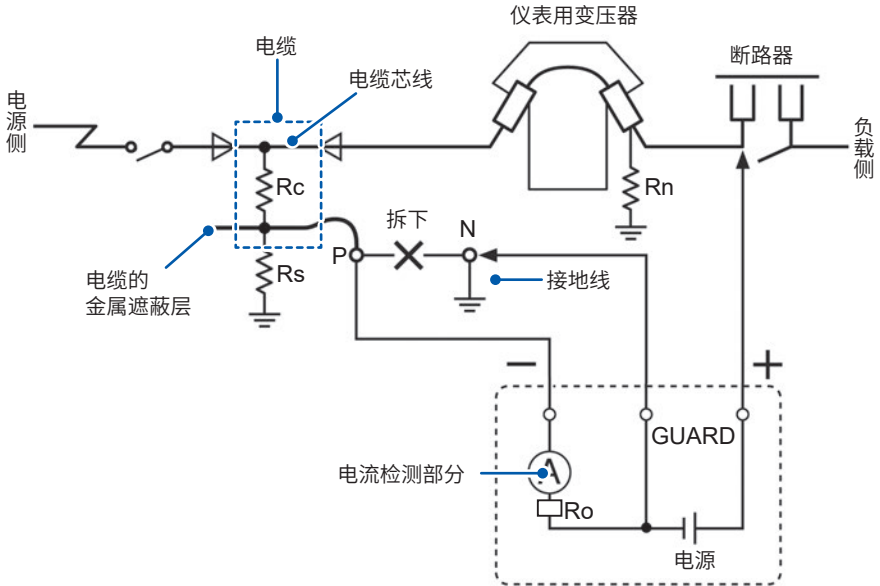 仪表用变压器
电缆
断路器
电缆芯线
电源侧
负载侧
Rc
Rn
拆下
N
P
Rs
接地线
电缆的
金属遮蔽层
− +
GUARD
A
电流检测部分
Ro
电源